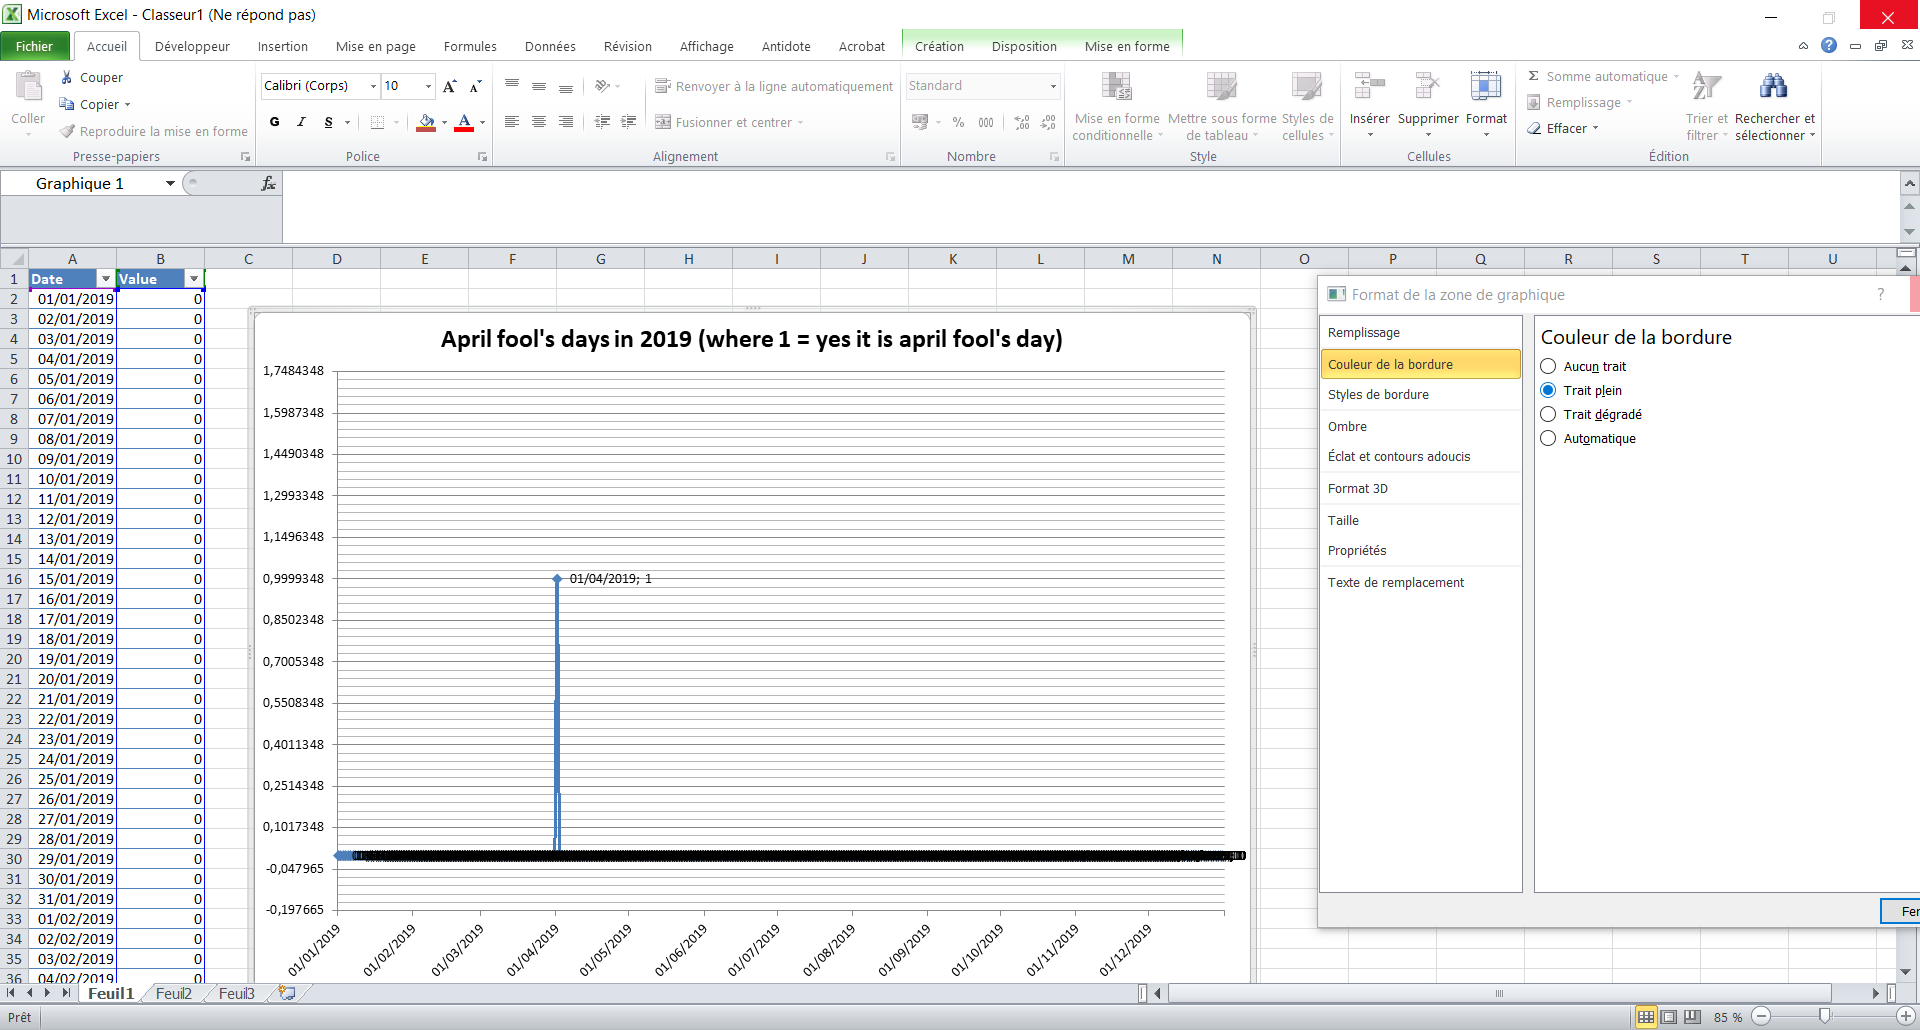 Microsoft Excel - Classeur1 (Ne répond pas)
Fichier Accueil Développeur Insertion Mise en page Formules Données Révision Affichage Antidote Acrobat Création Disposition Mise en forme
Coller
Couper
Copier
Reproduire la mise en forme
Presse-papiers
Calibri (Corps) 10
G I S
Police
Renvoyer à la ligne automatiquement
Fusionner et centrer
Alignement
Standard
% 000
Nombre
Mise en forme conditionnelle
Mettre sous forme de tableau
Styles de cellules
Style
Insérer Supprimer Format
Cellules
Somme automatique
Remplissage
Effacer
Trier et filtrer
Rechercher et sélectionner
Édition
Graphique 1
fx
A B C D E F G H I J K L M N O P Q R S T U
1 Date Value
2 01/01/2019 0
3 02/01/2019 0
4 03/01/2019 0
5 04/01/2019 0
6 05/01/2019 0
7 06/01/2019 0
8 07/01/2019 0
9 08/01/2019 0
10 09/01/2019 0
11 10/01/2019 0
12 11/01/2019 0
13 12/01/2019 0
14 13/01/2019 0
15 14/01/2019 0
16 15/01/2019 0
17 16/01/2019 0
18 17/01/2019 0
19 18/01/2019 0
20 19/01/2019 0
21 20/01/2019 0
22 21/01/2019 0
23 22/01/2019 0
24 23/01/2019 0
25 24/01/2019 0
26 25/01/2019 0
27 26/01/2019 0
28 27/01/2019 0
29 28/01/2019 0
30 29/01/2019 0
31 30/01/2019 0
32 31/01/2019 0
33 01/02/2019 0
34 02/02/2019 0
35 03/02/2019 0
36 04/02/2019 0
April fool's days in 2019 (where 1 = yes it is april fool's day)
1,7484348
1,5987348
1,4490348
1,2993348
1,1496348
0,9999348
0,8502348
0,7005348
0,5508348
0,4011348
0,2514348
0,1017348
-0,047965
-0,197665
01/04/2019; 1
01/01/2019 01/02/2019 01/03/2019 01/04/2019 01/05/2019 01/06/2019 01/07/2019 01/08/2019 01/09/2019 01/10/2019 01/11/2019 01/12/2019
Format de la zone de graphique ?
Remplissage
Couleur de la bordure
Styles de bordure
Ombre
Éclat et contours adoucis
Format 3D
Taille
Propriétés
Texte de remplacement
Couleur de la bordure
Aucun trait
Trait plein
Trait dégradé
Automatique
Fer
Feuil1 Feuil2 Feuil3
Prêt
85 %